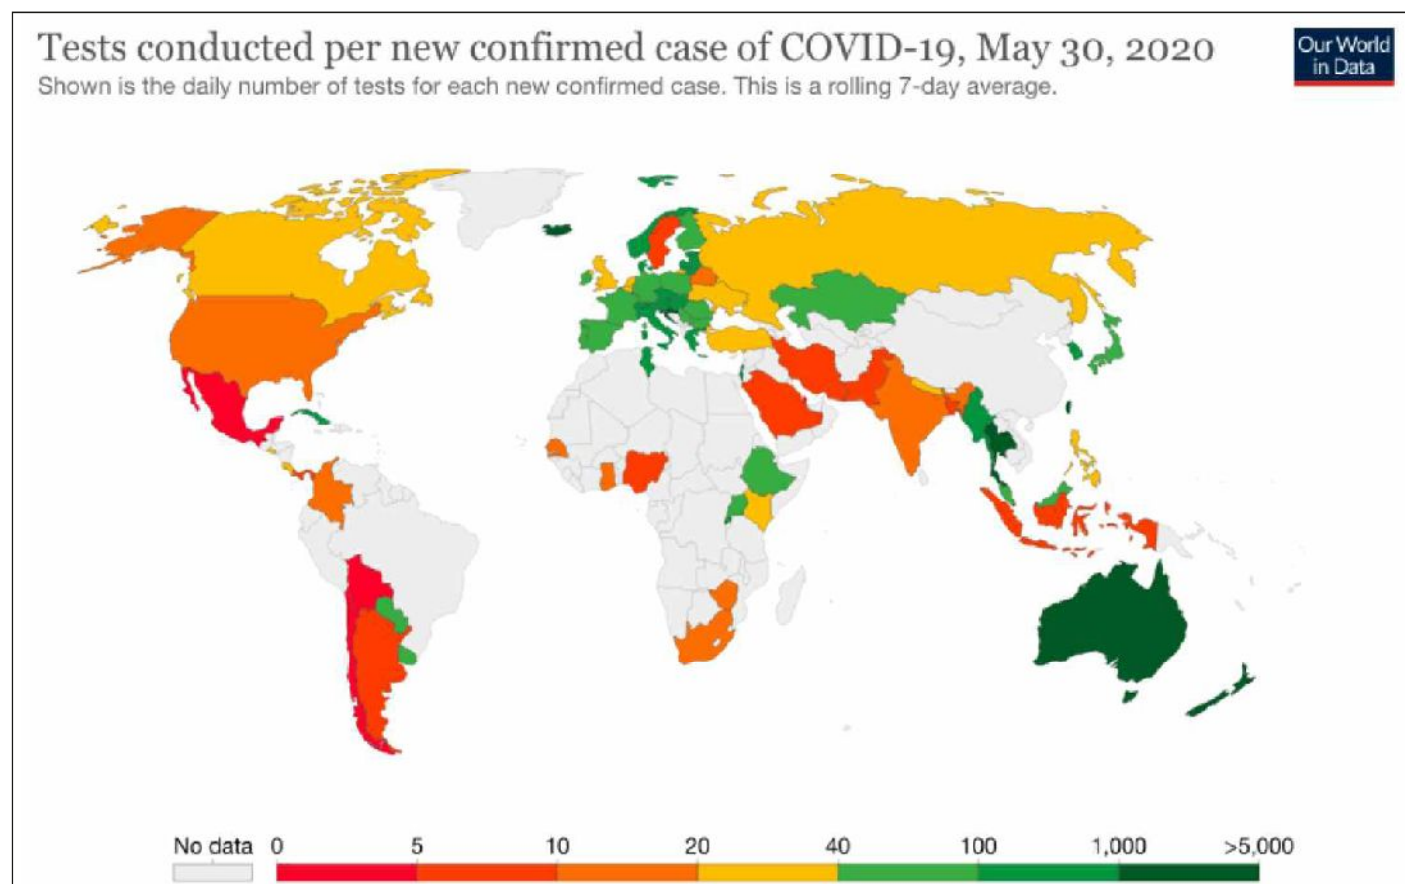 Tests conducted per new confirmed case of COVID-19, May 30, 2020
Our World
in Data
Shown is the daily number of tests for each new confirmed case. This is a rolling 7-day average.
No data 0 5 10 20 40 100 1,000 >5,000